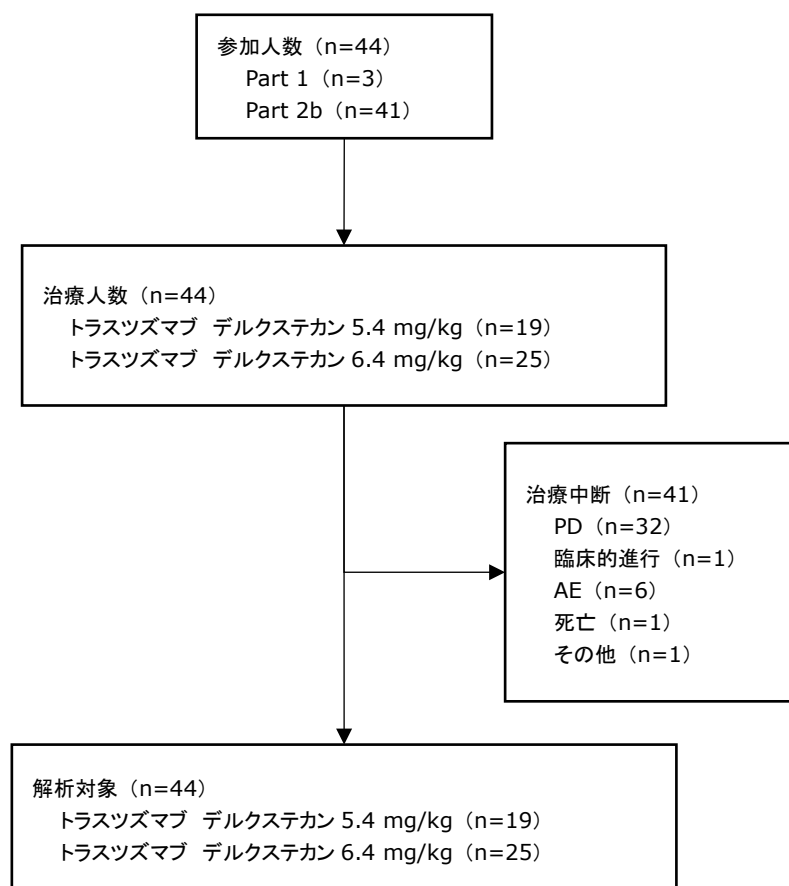 参加人数（n=44）
Part 1（n=3）
Part 2b（n=41）
治療人数（n=44）
トラスツズマブ　デルクステカン 5.4 mg/kg（n=19）
トラスツズマブ　デルクステカン 6.4 mg/kg（n=25）
治療中断（n=41）
PD（n=32）
臨床的進行（n=1）
AE（n=6）
死亡（n=1）
その他（n=1）
解析対象（n=44）
トラスツズマブ　デルクステカン 5.4 mg/kg（n=19）
トラスツズマブ　デルクステカン 6.4 mg/kg（n=25）